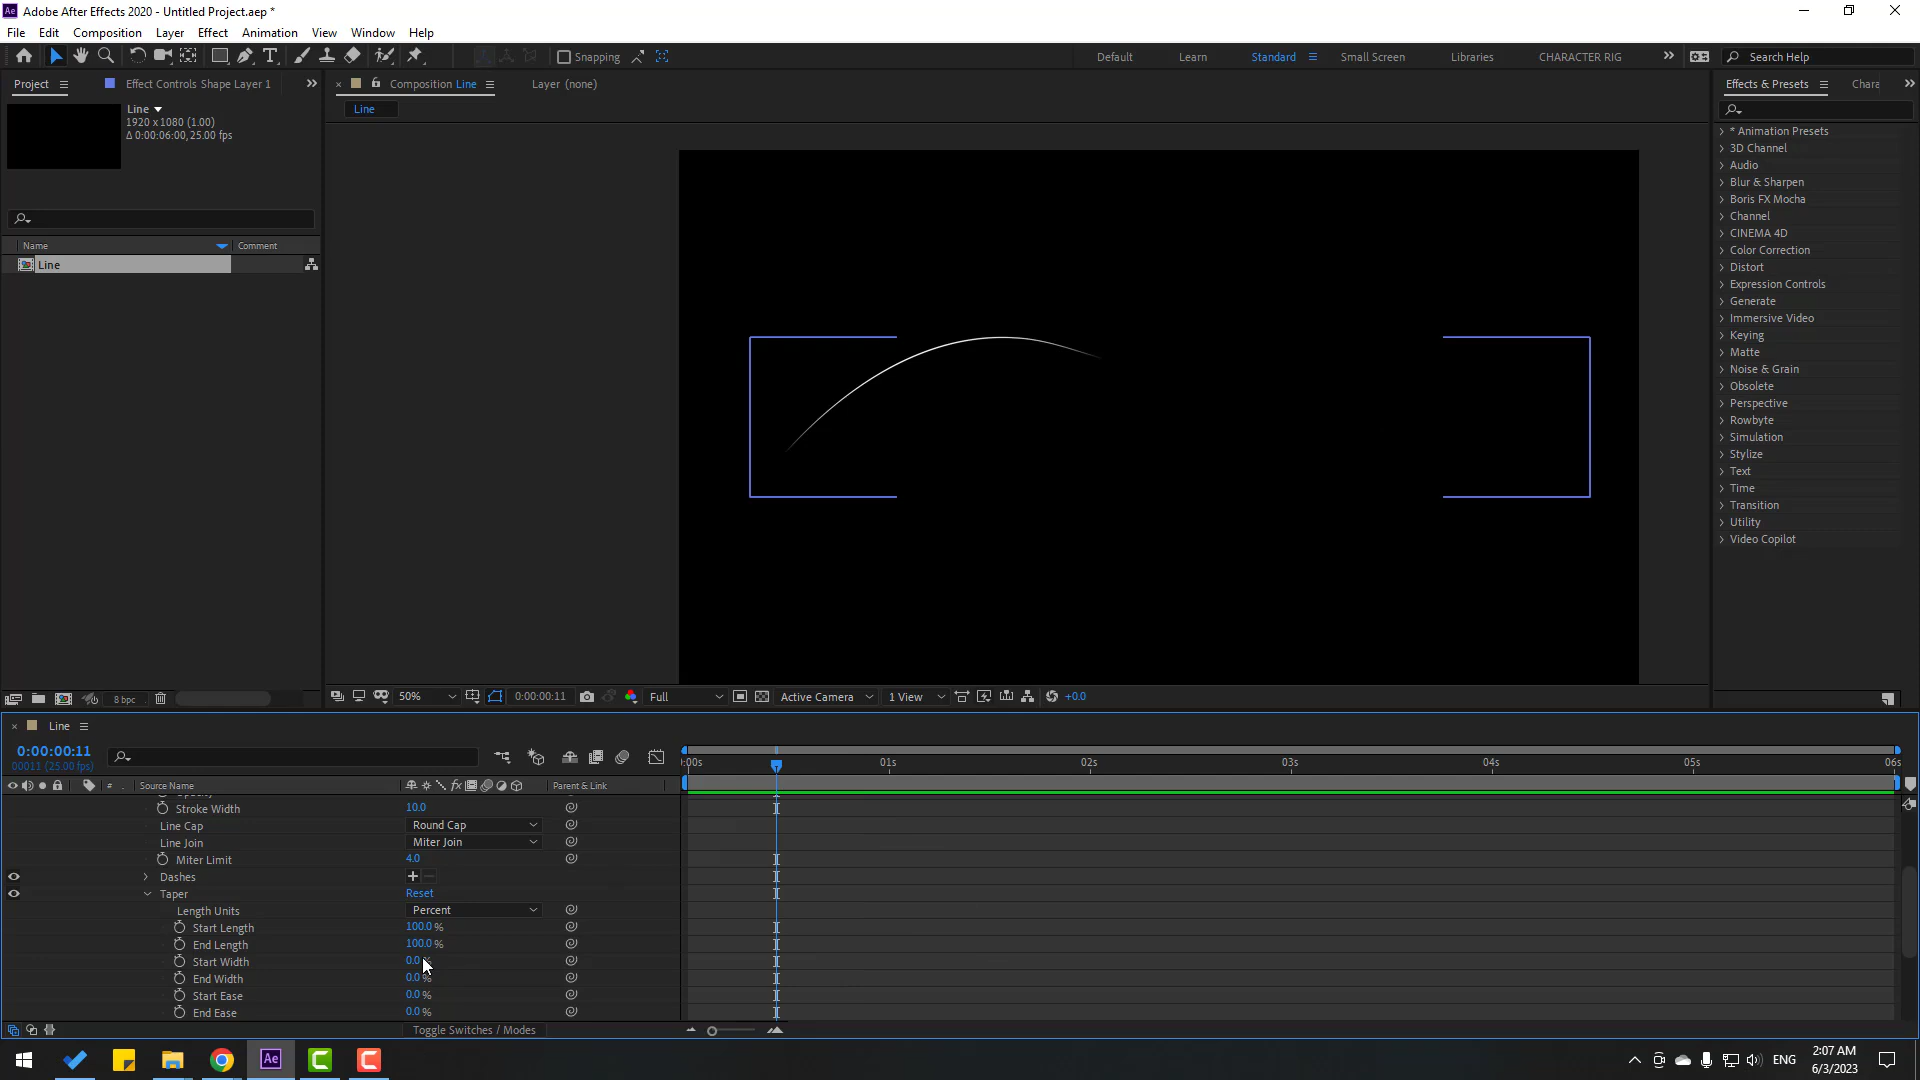 Adobe After Effects 2020 - Untitled Project.aep *
File Edit Composition Layer Effect Animation View Window Help
Snapping
Default Learn Standard Small Screen Libraries CHARACTER RIG
Search Help
Project
Effect Controls Shape Layer 1
Composition Line
Layer (none)
Effects & Presets
Chara
Line
1920 x 1080 (1.00)
Δ 0:00:06:00, 25.00 fps
Line
* Animation Presets
3D Channel
Audio
Blur & Sharpen
Boris FX Mocha
Channel
CINEMA 4D
Color Correction
Distort
Expression Controls
Generate
Immersive Video
Keying
Matte
Noise & Grain
Obsolete
Perspective
Rowbyte
Simulation
Stylize
Text
Time
Transition
Utility
Video Copilot
Name Comment
Line
8 bpc
50% 0:00:00:11 Full Active Camera 1 View +0.0
Line
0:00:00:11
00011 (25.00 fps)
:00s 01s 02s 03s 04s 05s 06s
# . Source Name fx Parent & Link
Stroke Width 10.0
Line Cap Round Cap
Line Join Miter Join
Miter Limit 4.0
Dashes + −
Taper Reset
Length Units Percent
Start Length 100.0 %
End Length 100.0 %
Start Width 0.0 %
End Width 0.0 %
Start Ease 0.0 %
End Ease 0.0 %
Toggle Switches / Modes
Ae
ENG
2:07 AM
6/3/2023